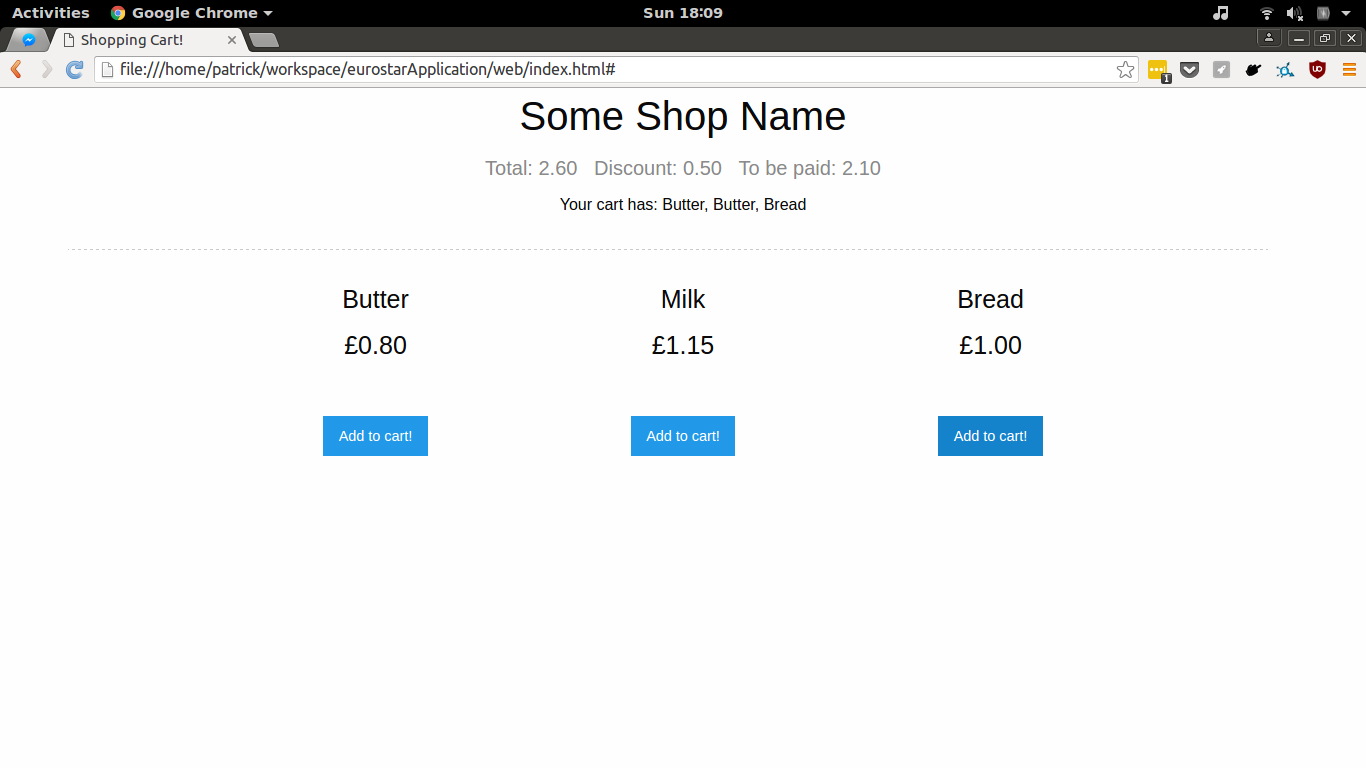 Activities Google Chrome Sun 18:09
Shopping Cart!
file:///home/patrick/workspace/eurostarApplication/web/index.html#
1
Some Shop Name
Total: 2.60 Discount: 0.50 To be paid: 2.10
Your cart has: Butter, Butter, Bread
Butter Milk Bread
£0.80 £1.15 £1.00
Add to cart! Add to cart! Add to cart!